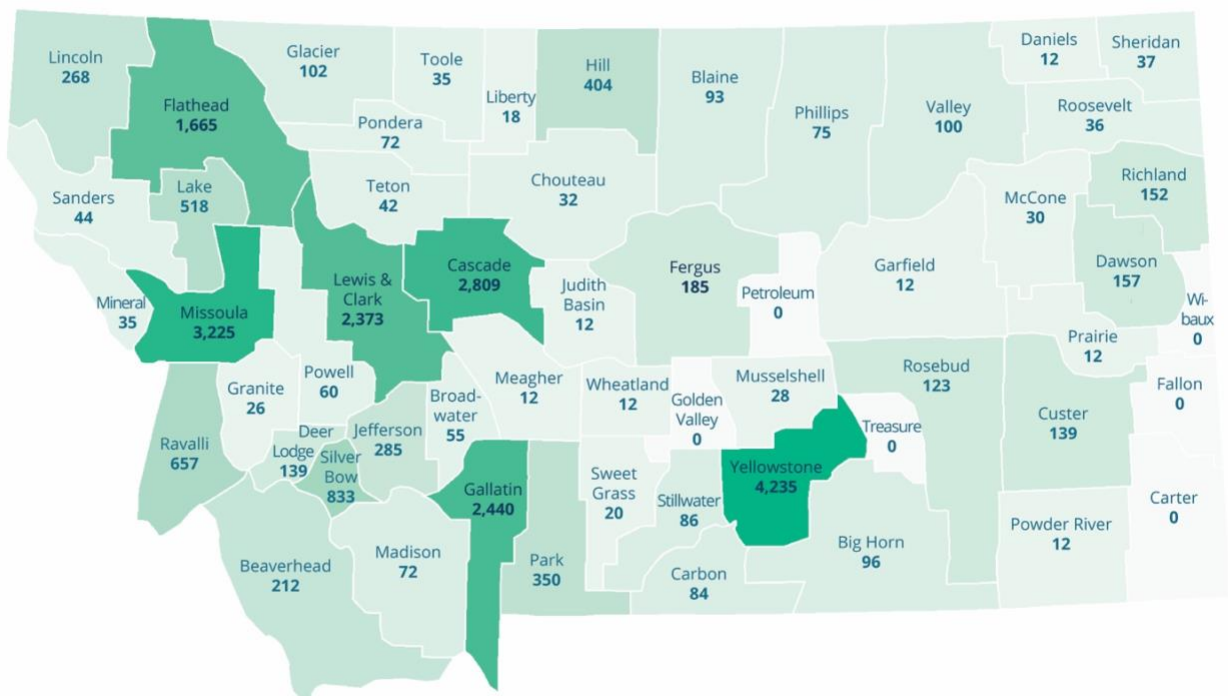 Lincoln
268
Flathead
1,665
Glacier
102
Toole
35
Liberty
18
Hill
404
Blaine
93
Phillips
75
Valley
100
Daniels
12
Sheridan
37
Roosevelt
36
Pondera
72
Sanders
44
Lake
518
Teton
42
Chouteau
32
McCone
30
Richland
152
Mineral
35
Missoula
3,225
Lewis &
Clark
2,373
Cascade
2,809
Judith
Basin
12
Fergus
185
Petroleum
0
Garfield
12
Dawson
157
Wi-
baux
0
Prairie
12
Granite
26
Powell
60
Meagher
12
Wheatland
12
Golden
Valley
0
Musselshell
28
Rosebud
123
Fallon
0
Broad-
water
55
Ravalli
657
Deer
Lodge
139
Silver
Bow
833
Jefferson
285
Treasure
0
Custer
139
Gallatin
2,440
Sweet
Grass
20
Stillwater
86
Yellowstone
4,235
Carter
0
Beaverhead
212
Madison
72
Park
350
Carbon
84
Big Horn
96
Powder River
12